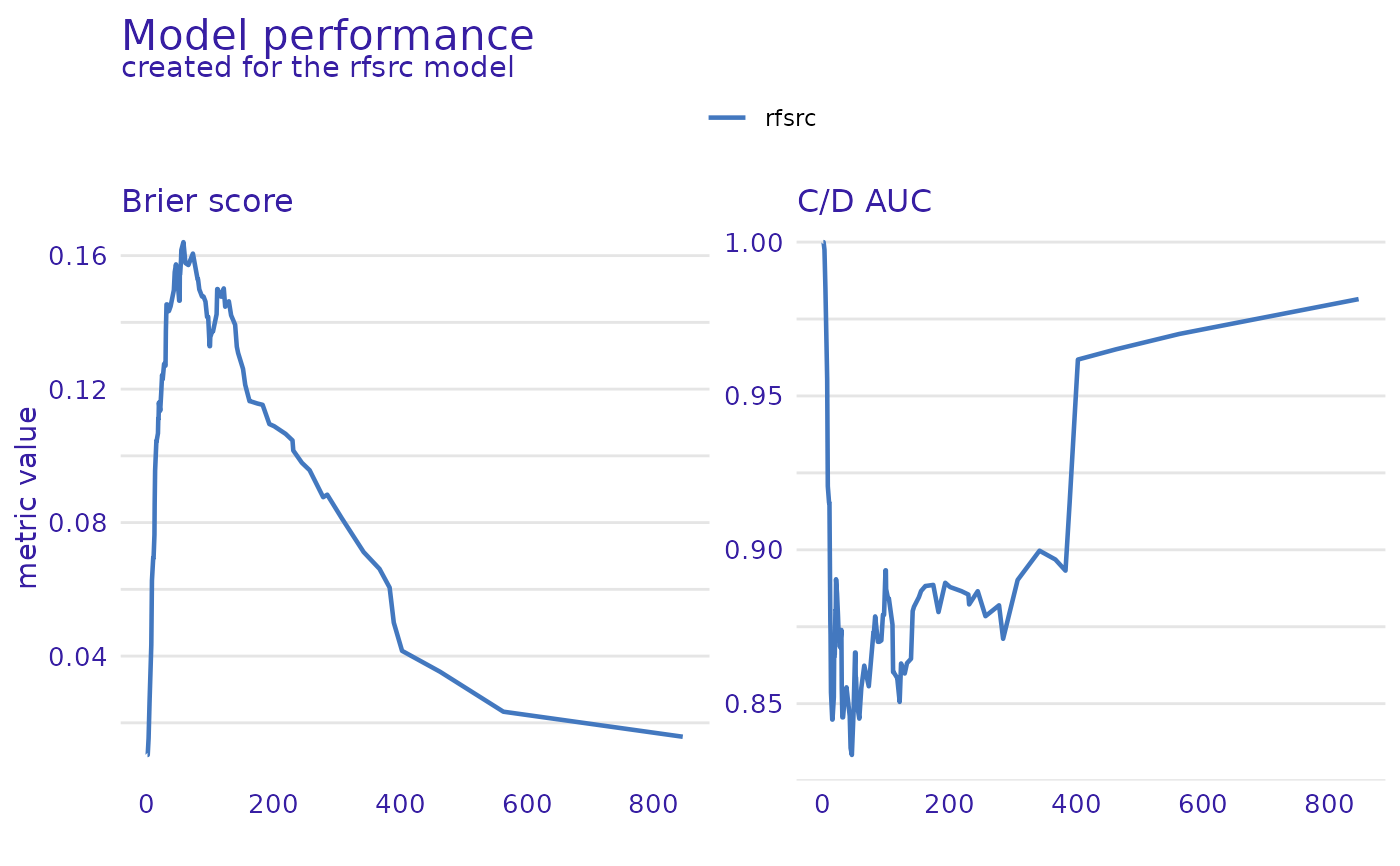 Model performance
created for the rfsrc model
rfsrc
Brier score
C/D AUC
metric value
0.16
0.12
0.08
0.04
0 200 400 600 800
1.00
0.95
0.90
0.85
0 200 400 600 800